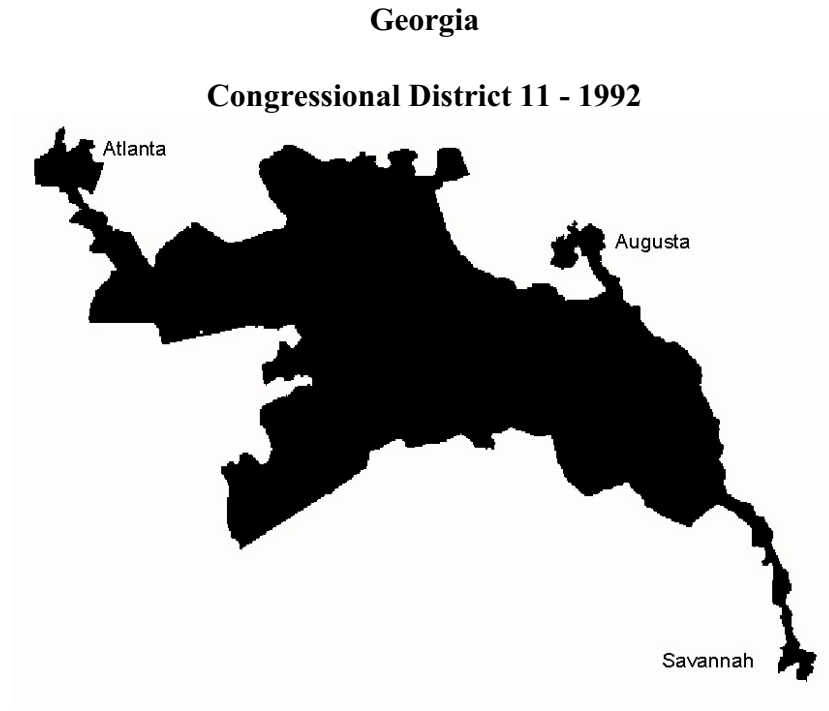 Georgia
Congressional District 11 - 1992
Atlanta
Augusta
Savannah